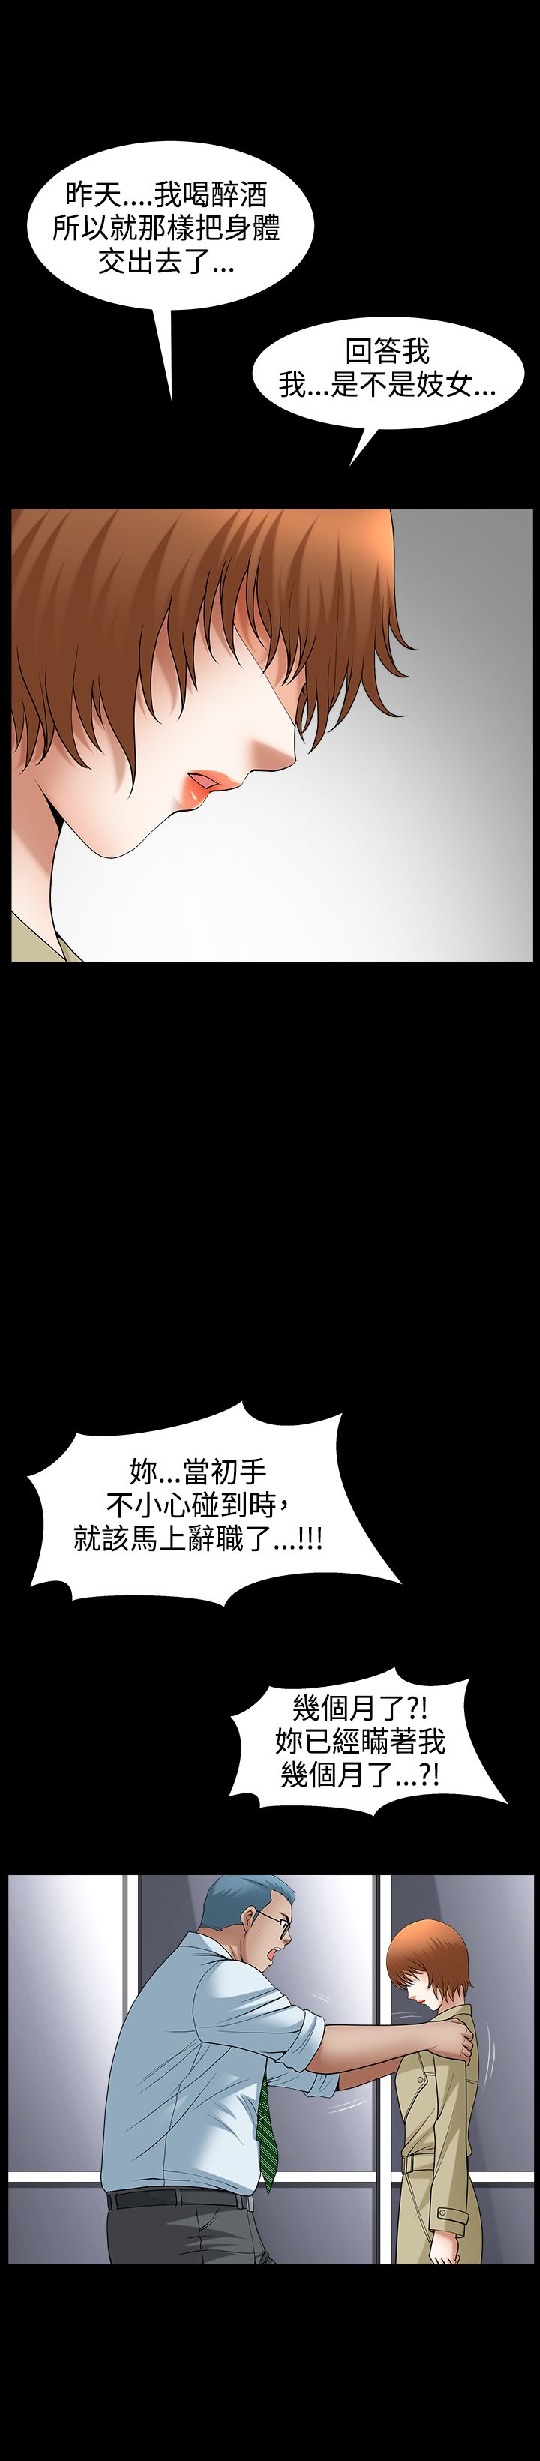 昨天....我喝醉酒
所以就那樣把身體
交出去了...
回答我
我...是不是妓女...
妳...當初手
不小心碰到時，
就該馬上辭職了...!!!
幾個月了?!
妳已經瞞著我
幾個月了...?!